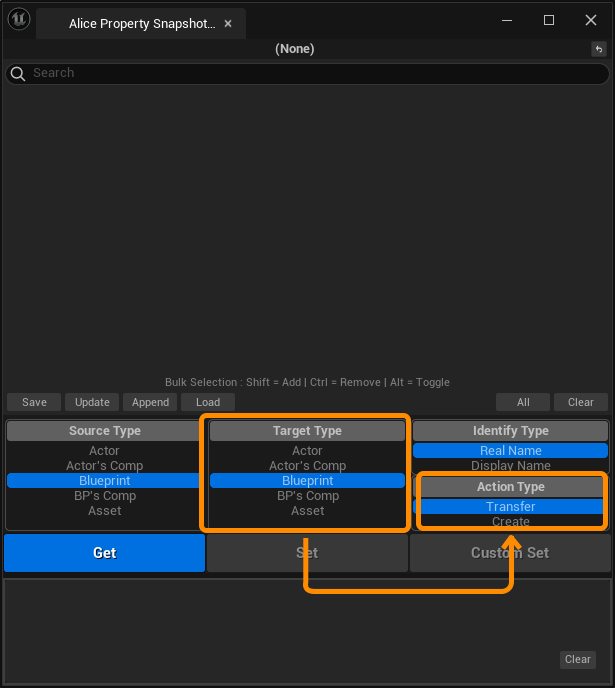 Alice Property Snapshot...
(None)
Search
Bulk Selection : Shift = Add | Ctrl = Remove | Alt = Toggle
Save Update Append Load All Clear
Source Type Target Type Identify Type
Actor Actor Real Name
Actor's Comp Actor's Comp Display Name
Blueprint Blueprint Action Type
BP's Comp BP's Comp Transfer
Asset Asset Create
Get Set Custom Set
Clear